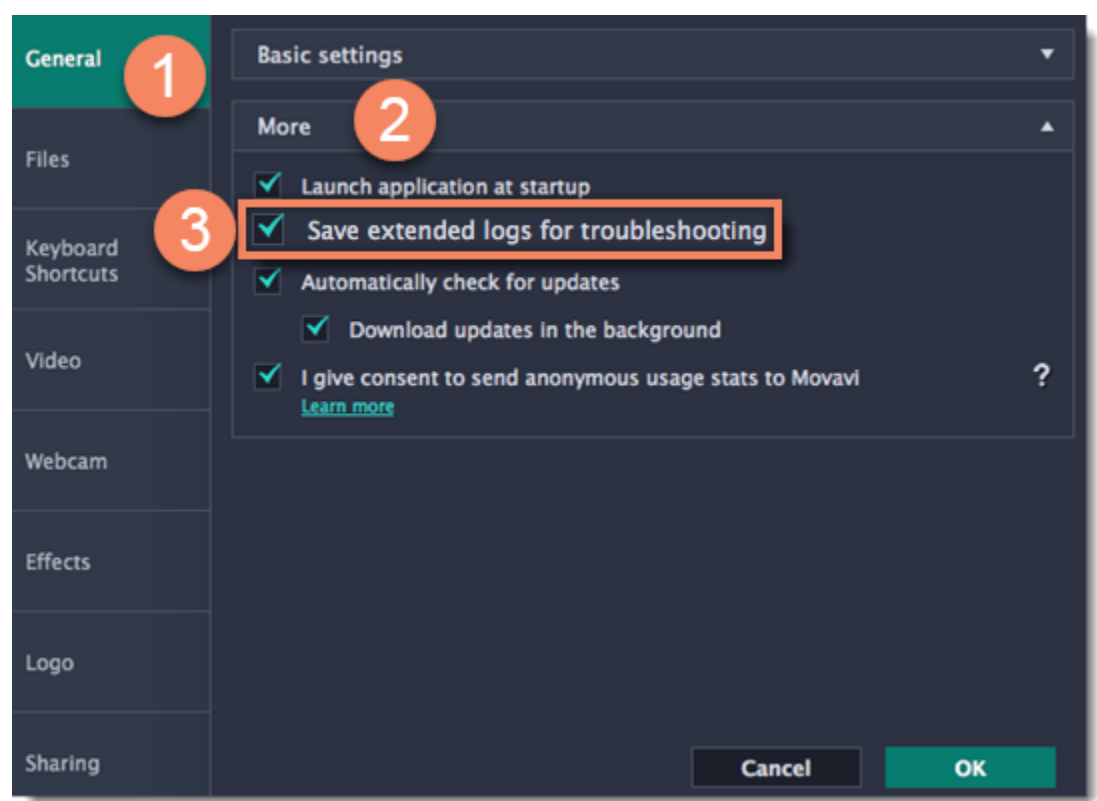 General
1
Basic settings
More
2
Files
Launch application at startup
3
Save extended logs for troubleshooting
Keyboard
Shortcuts
Automatically check for updates
Download updates in the background
Video
I give consent to send anonymous usage stats to Movavi
?
Learn more
Webcam
Effects
Logo
Sharing
Cancel
OK